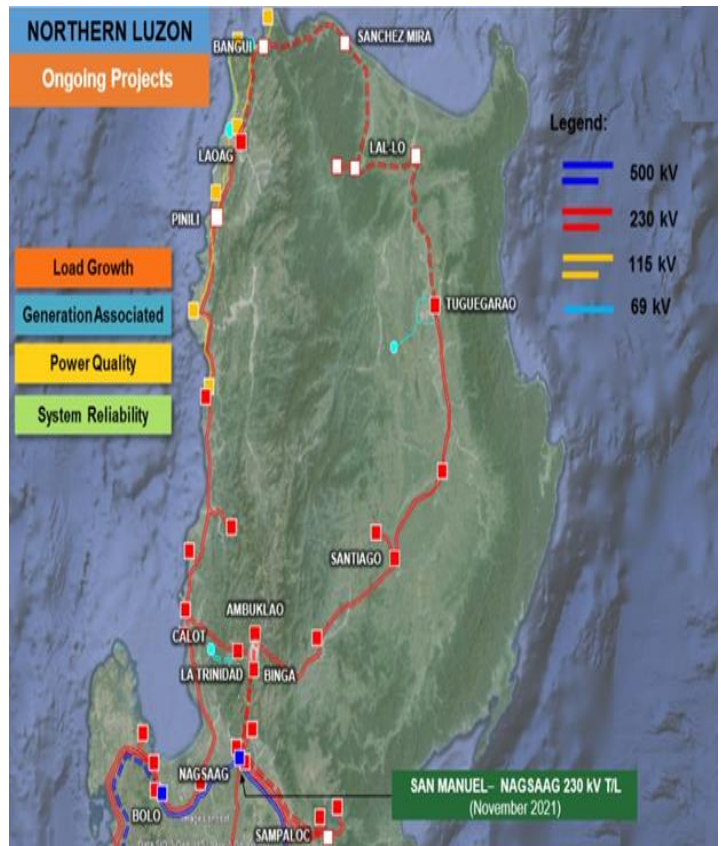 NORTHERN LUZON
Ongoing Projects
BANGUI
SANCHEZ MIRA
Legend:
500 kV
230 kV
115 kV
69 kV
LAOAG
LAL-LO
PINILI
Load Growth
Generation Associated
Power Quality
System Reliability
TUGUEGARAO
SANTIAGO
AMBUKLAO
CALOT
LA TRINIDAD
BINGA
NAGSAAG
SAN MANUEL– NAGSAAG 230 kV T/L
(November 2021)
BOLO
SAMPALOC